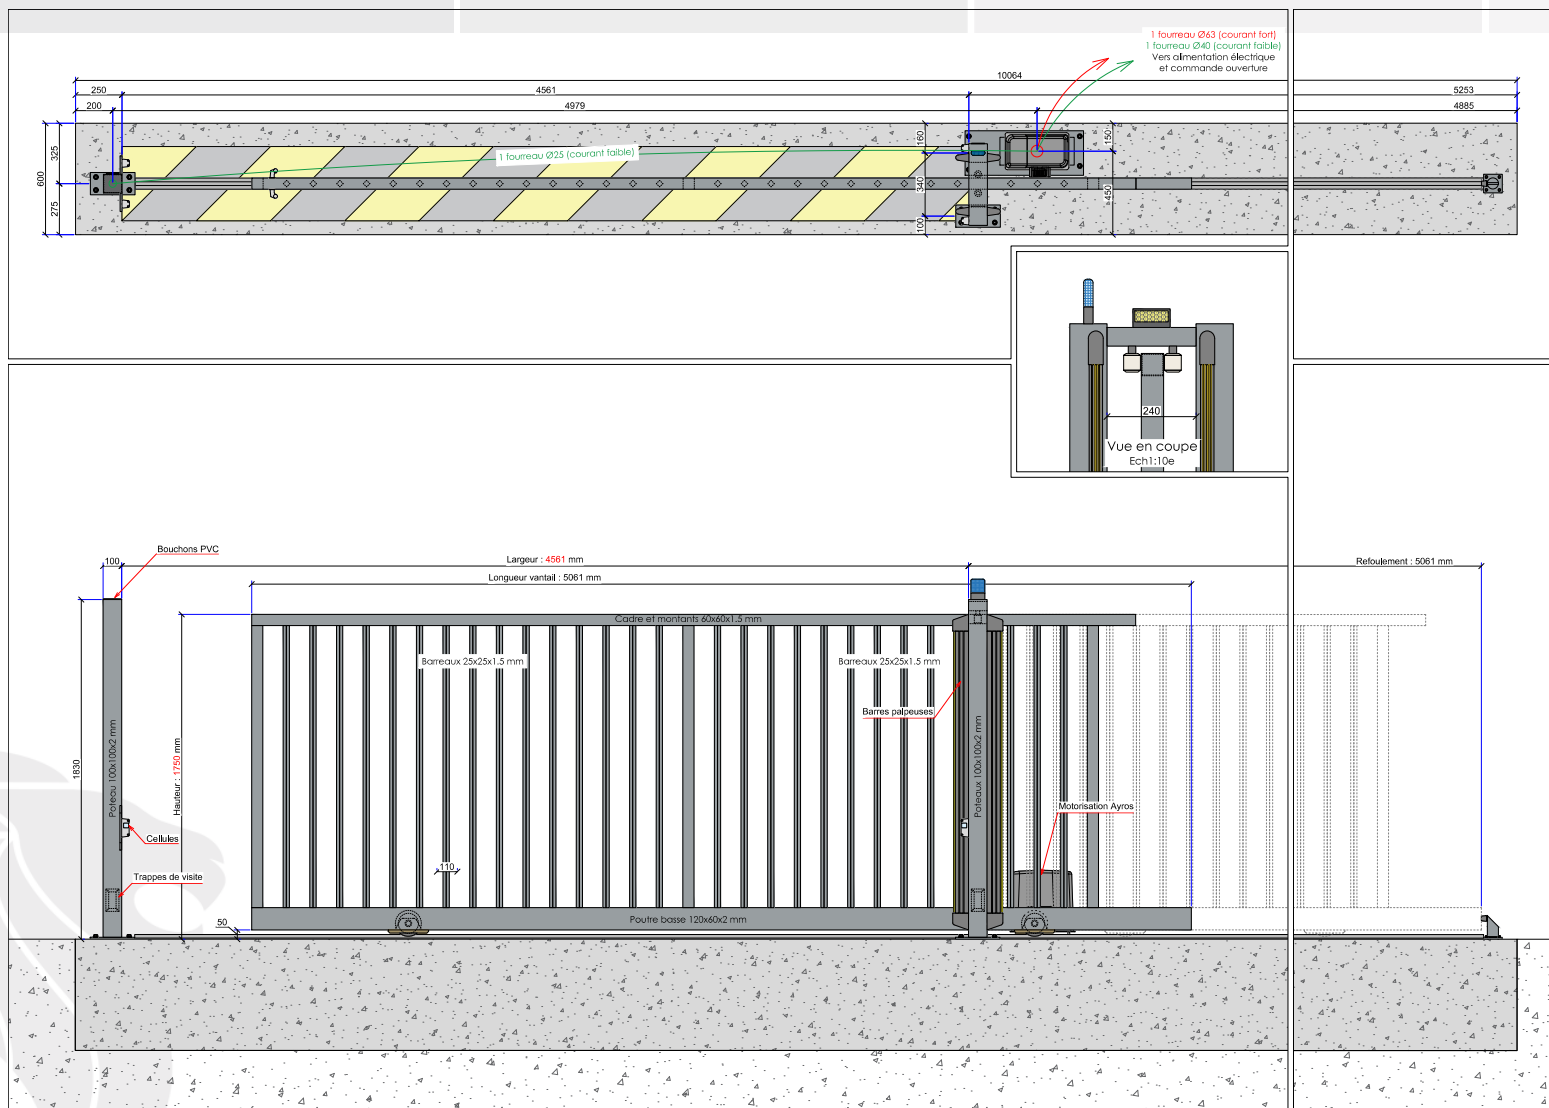 1 fourreau Ø63 (courant fort)
1 fourreau Ø40 (courant faible)
Vers alimentation électrique
et commande ouverture
10064
250
4561
5253
200
4979
4885
1 fourreau Ø25 (courant faible)
600
325
275
160
340
100
150
450
240
Vue en coupe
Ech1:10e
Bouchons PVC
100
Largeur : 4561 mm
Refoulement : 5061 mm
Longueur vantail : 5061 mm
Cadre et montants 60x60x1.5 mm
Barreaux 25x25x1.5 mm
Barreaux 25x25x1.5 mm
Barres palpeuses
1830
Poteau 100x100x2 mm
Hauteur : 1750 mm
Poteaux 100x100x2 mm
Motorisation Ayros
Cellules
110
Trappes de visite
50
Poutre basse 120x60x2 mm